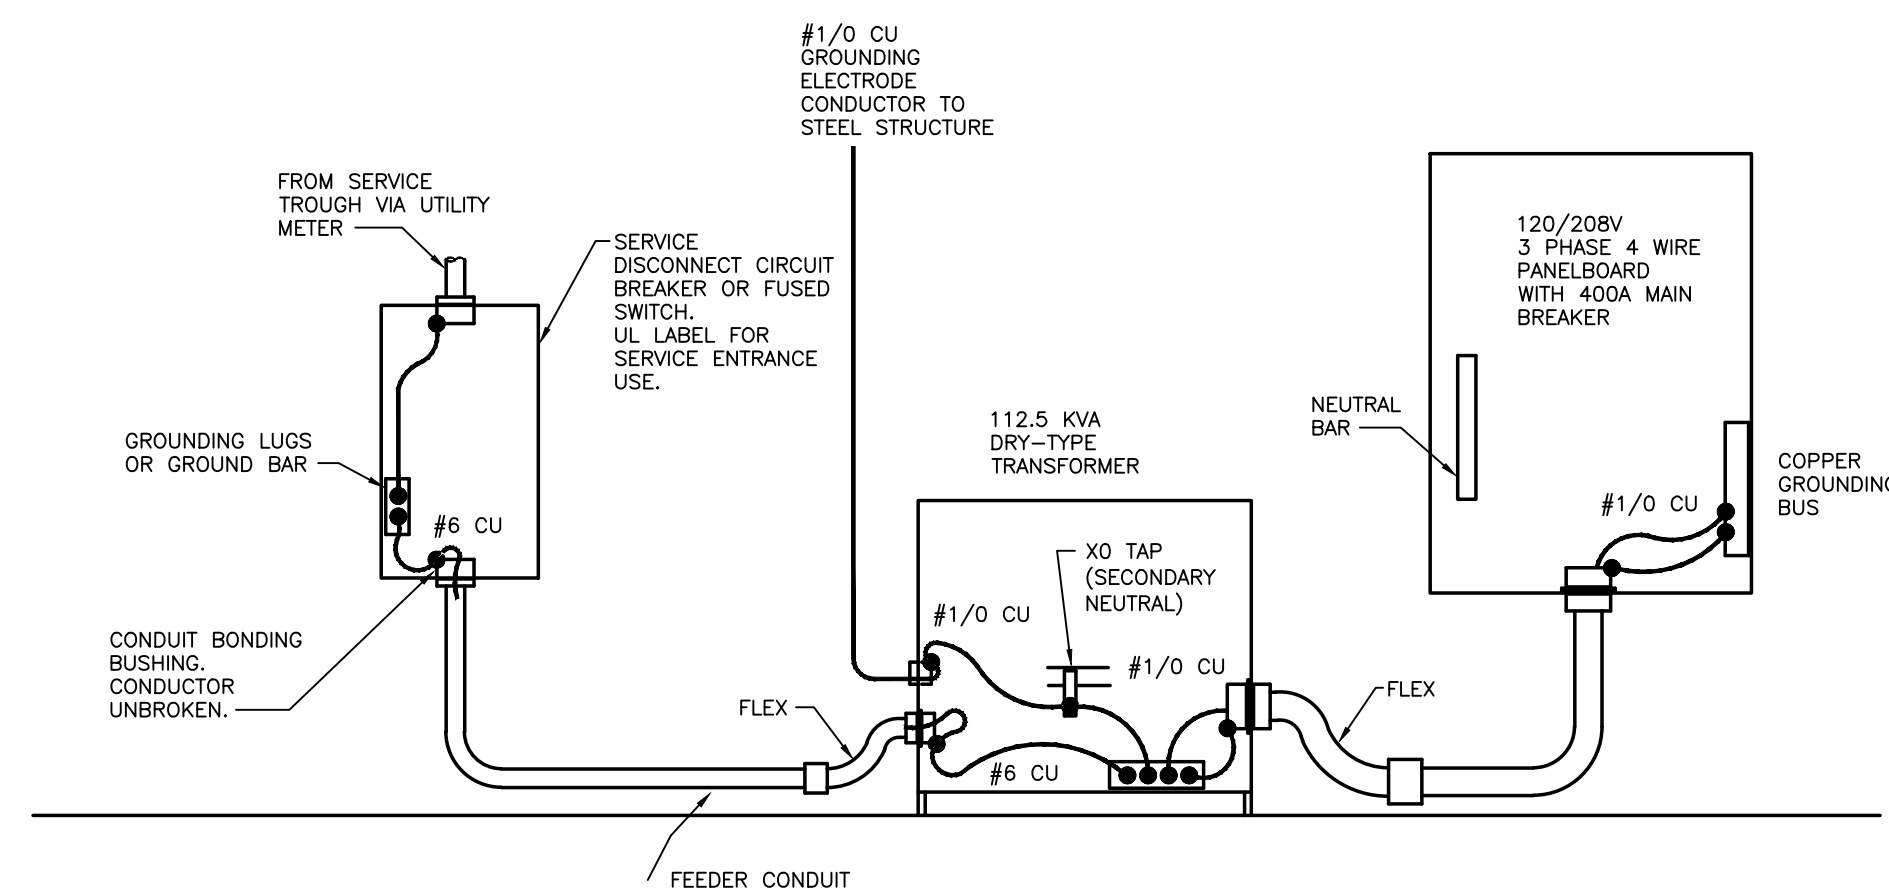 #1/0 CU
GROUNDING
ELECTRODE
CONDUCTOR TO
STEEL STRUCTURE
FROM SERVICE
TROUGH VIA UTILITY
METER
SERVICE
DISCONNECT CIRCUIT
BREAKER OR FUSED
SWITCH.
UL LABEL FOR
SERVICE ENTRANCE
USE.
120/208V
3 PHASE 4 WIRE
PANELBOARD
WITH 400A MAIN
BREAKER
GROUNDING LUGS
OR GROUND BAR
#6 CU
112.5 KVA
DRY-TYPE
TRANSFORMER
NEUTRAL
BAR
COPPER
GROUNDING
BUS
#1/0 CU
XO TAP
(SECONDARY
NEUTRAL)
#1/0 CU
#1/0 CU
CONDUIT BONDING
BUSHING.
CONDUCTOR
UNBROKEN.
FLEX
FLEX
#6 CU
FEEDER CONDUIT